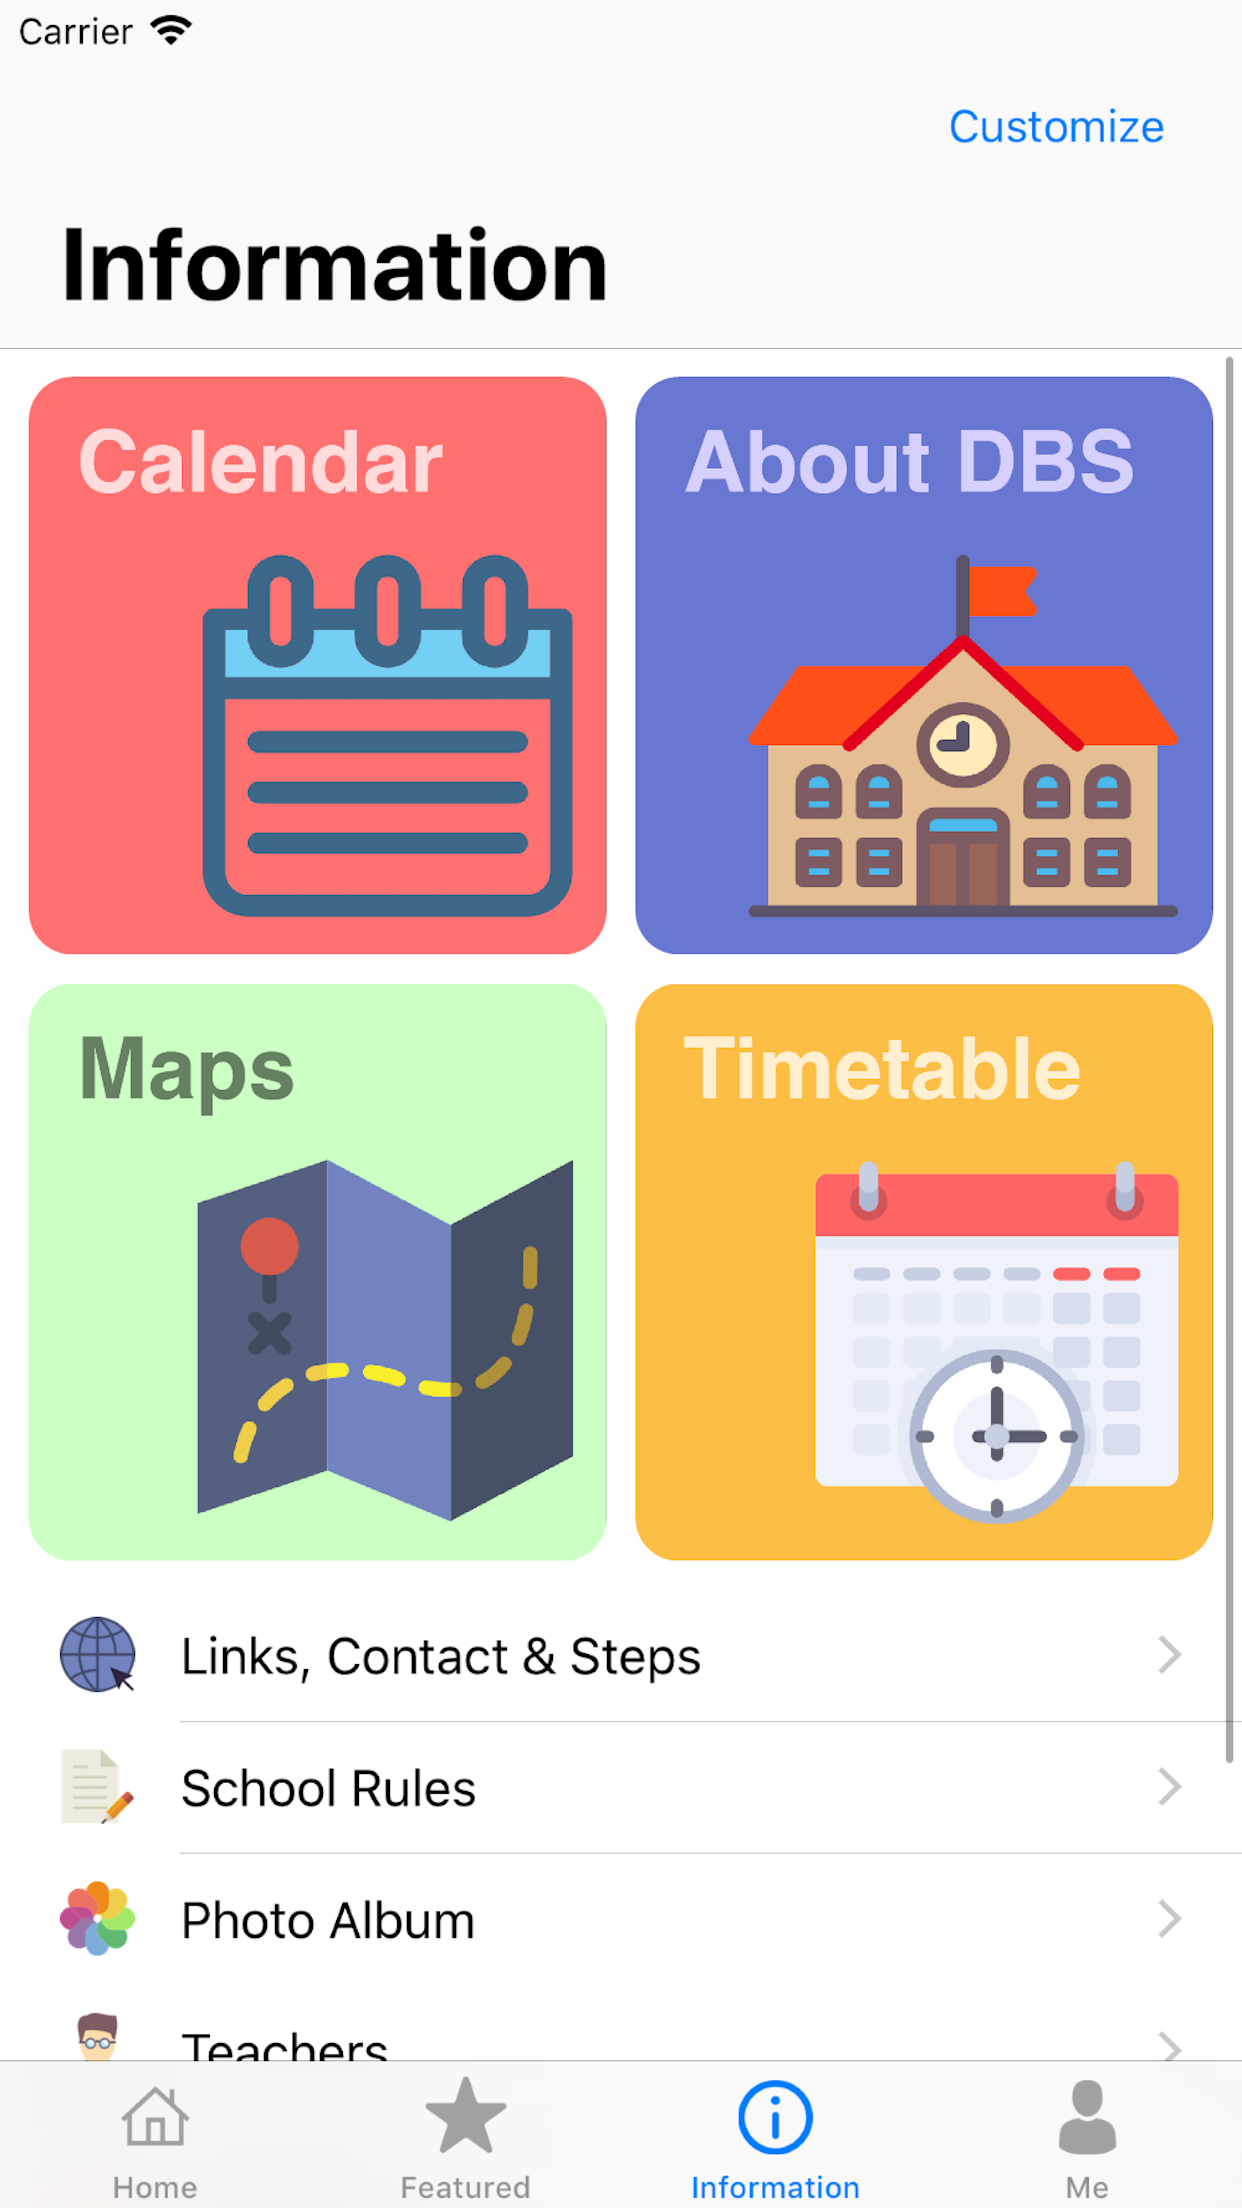 Carrier
Customize
Information
Calendar
About DBS
Maps
Timetable
Links, Contact & Steps
School Rules
Photo Album
Teachers
Home
Featured
Information
Me